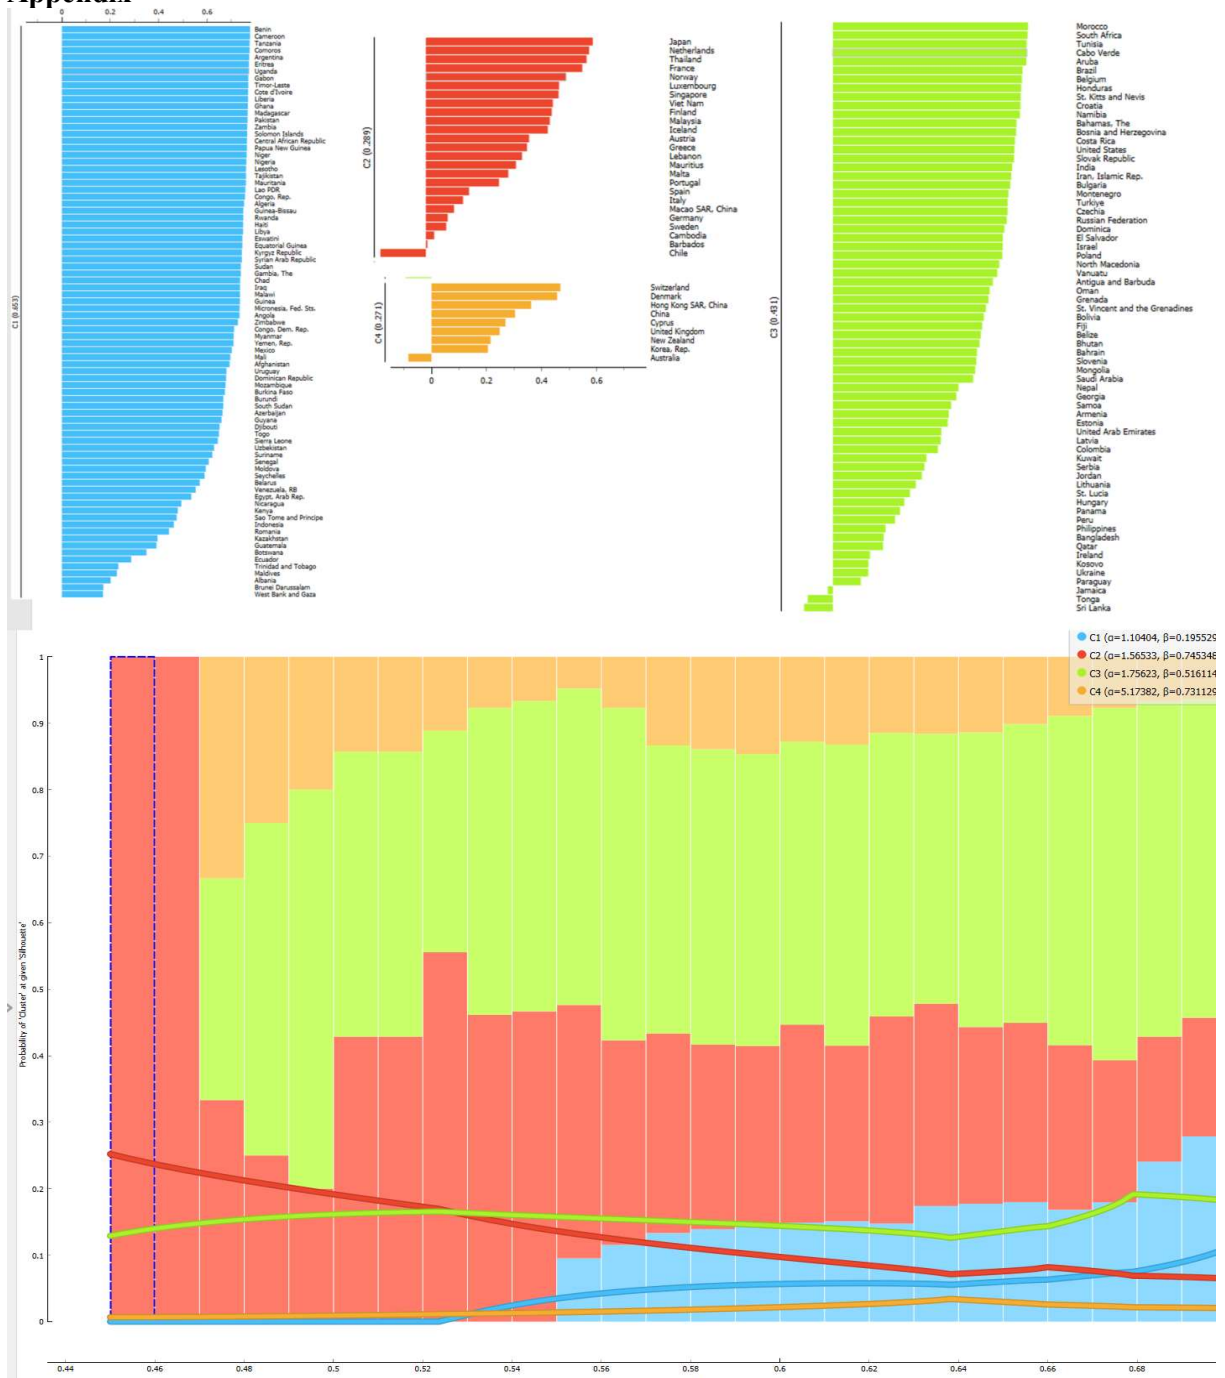 Appendix
0 0.2 0.4 0.6
C1 (0.653)
Benin
Cameroon
Tanzania
Comoros
Argentina
Eritrea
Uganda
Gabon
Timor-Leste
Cote d'Ivoire
Liberia
Ghana
Madagascar
Pakistan
Zambia
Solomon Islands
Central African Republic
Papua New Guinea
Niger
Nigeria
Lesotho
Tajikistan
Mauritania
Lao PDR
Congo, Rep.
Algeria
Guinea-Bissau
Rwanda
Haiti
Libya
Eswatini
Equatorial Guinea
Kyrgyz Republic
Syrian Arab Republic
Sudan
Gambia, The
Chad
Iraq
Malawi
Guinea
Micronesia, Fed. Sts.
Angola
Zimbabwe
Congo, Dem. Rep.
Myanmar
Yemen, Rep.
Mexico
Mali
Afghanistan
Uruguay
Dominican Republic
Mozambique
Burkina Faso
Burundi
South Sudan
Azerbaijan
Guyana
Djibouti
Togo
Sierra Leone
Uzbekistan
Suriname
Senegal
Moldova
Seychelles
Belarus
Venezuela, RB
Egypt, Arab Rep.
Nicaragua
Kenya
Sao Tome and Principe
Indonesia
Romania
Kazakhstan
Guatemala
Botswana
Ecuador
Trinidad and Tobago
Maldives
Albania
Brunei Darussalam
West Bank and Gaza
C2 (0.289)
Japan
Netherlands
Thailand
France
Norway
Luxembourg
Singapore
Viet Nam
Finland
Malaysia
Iceland
Austria
Greece
Lebanon
Mauritius
Malta
Portugal
Spain
Italy
Macao SAR, China
Germany
Sweden
Cambodia
Barbados
Chile
C4 (0.271)
Switzerland
Denmark
Hong Kong SAR, China
China
Cyprus
United Kingdom
New Zealand
Korea, Rep.
Australia
0 0.2 0.4 0.6
C3 (0.431)
Morocco
South Africa
Tunisia
Cabo Verde
Aruba
Brazil
Belgium
Honduras
St. Kitts and Nevis
Croatia
Namibia
Bahamas, The
Bosnia and Herzegovina
Costa Rica
United States
Slovak Republic
India
Iran, Islamic Rep.
Bulgaria
Montenegro
Turkiye
Czechia
Russian Federation
Dominica
El Salvador
Israel
Poland
North Macedonia
Vanuatu
Antigua and Barbuda
Oman
Grenada
St. Vincent and the Grenadines
Bolivia
Fiji
Belize
Bhutan
Bahrain
Slovenia
Mongolia
Saudi Arabia
Nepal
Georgia
Samoa
Armenia
Estonia
United Arab Emirates
Latvia
Colombia
Kuwait
Serbia
Jordan
Lithuania
St. Lucia
Hungary
Panama
Peru
Philippines
Bangladesh
Qatar
Ireland
Kosovo
Ukraine
Paraguay
Jamaica
Tonga
Sri Lanka
C1 (α=1.10404, β=0.195529
C2 (α=1.56533, β=0.745348
C3 (α=1.75623, β=0.516114
C4 (α=5.17382, β=0.731129
Probability of 'Cluster' at given 'Silhouette'
1
0.9
0.8
0.7
0.6
0.5
0.4
0.3
0.2
0.1
0
0.44 0.46 0.48 0.5 0.52 0.54 0.56 0.58 0.6 0.62 0.64 0.66 0.68